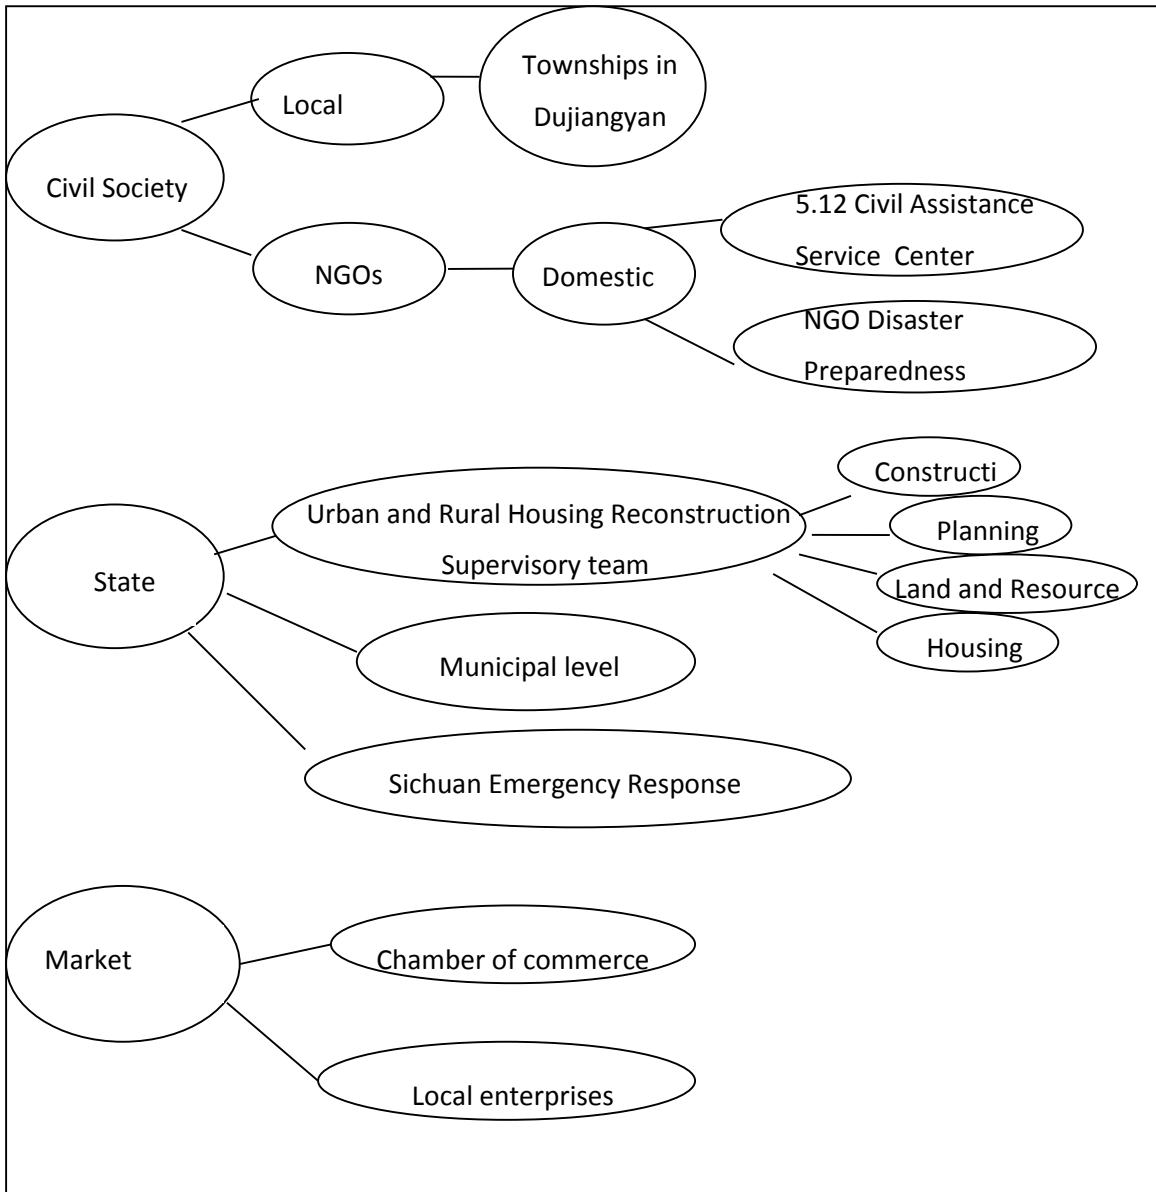 Townships in
Dujiangyan
Local
Civil Society
NGOs
Domestic
5.12 Civil Assistance
Service Center
NGO Disaster
Preparedness
State
Urban and Rural Housing Reconstruction
Supervisory team
Constructi
Planning
Land and Resource
Housing
Municipal level
Sichuan Emergency Response
Market
Chamber of commerce
Local enterprises